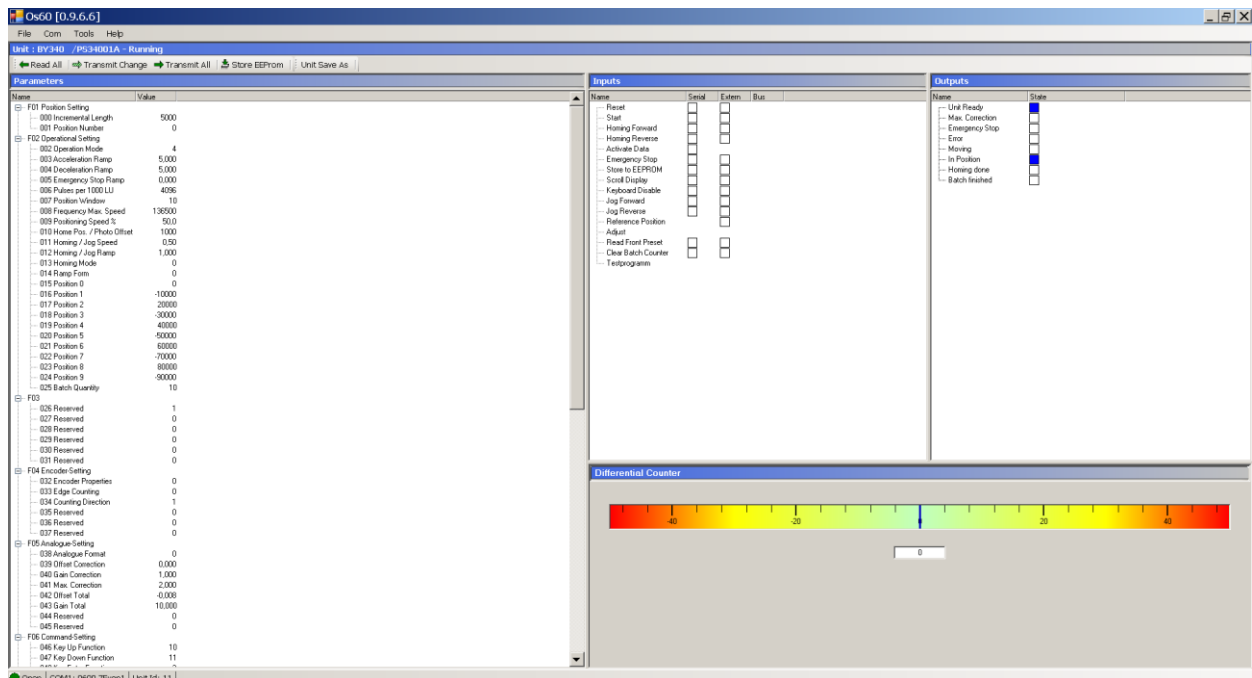 Os60 [0.9.6.6]
File Com Tools Help
Unit : BY340 /PS34001A - Running
Read All Transmit Change Transmit All Store EEProm Unit Save As
Parameters
Name Value
F01 Position Setting
000 Incremental Length 5000
001 Position Number 0
F02 Operational Setting
002 Operation Mode 4
003 Acceleration Ramp 5,000
004 Deceleration Ramp 5,000
005 Emergency Stop Ramp 0,000
006 Pulses per 1000 LU 4096
007 Position Window 10
008 Frequency Max. Speed 136500
009 Positioning Speed % 50,0
010 Home Pos. / Photo Offset 1000
011 Homing / Jog Speed 0,50
012 Homing / Jog Ramp 1,000
013 Homing Mode 0
014 Ramp Form 0
015 Position 0 0
016 Position 1 -10000
017 Position 2 20000
018 Position 3 -30000
019 Position 4 40000
020 Position 5 -50000
021 Position 6 60000
022 Position 7 -70000
023 Position 8 80000
024 Position 9 -90000
025 Batch Quantity 10
F03
026 Reserved 1
027 Reserved 0
028 Reserved 0
029 Reserved 0
030 Reserved 0
031 Reserved 0
F04 Encoder-Setting
032 Encoder Properties 0
033 Edge Counting 0
034 Counting Direction 1
035 Reserved 0
036 Reserved 0
037 Reserved 0
F05 Analogue-Setting
038 Analogue Format 0
039 Offset Correction 0,000
040 Gain Correction 1,000
041 Max. Correction 2,000
042 Offset Total -0,008
043 Gain Total 10,000
044 Reserved 0
045 Reserved 0
F06 Command-Setting
046 Key Up Function 10
047 Key Down Function 11
Inputs
Name Serial Extern Bus
Reset
Start
Homing Forward
Homing Reverse
Activate Data
Emergency Stop
Store to EEPROM
Scroll Display
Keyboard Disable
Jog Forward
Jog Reverse
Reference Position
Adjust
Read Front Preset
Clear Batch Counter
Testprogramm
Outputs
Name State
Unit Ready
Max. Correction
Emergency Stop
Error
Moving
In Position
Homing done
Batch finished
Differential Counter
-40 -20 20 40
0
Open COM1: 9600 7Even1 Unit Id: 11